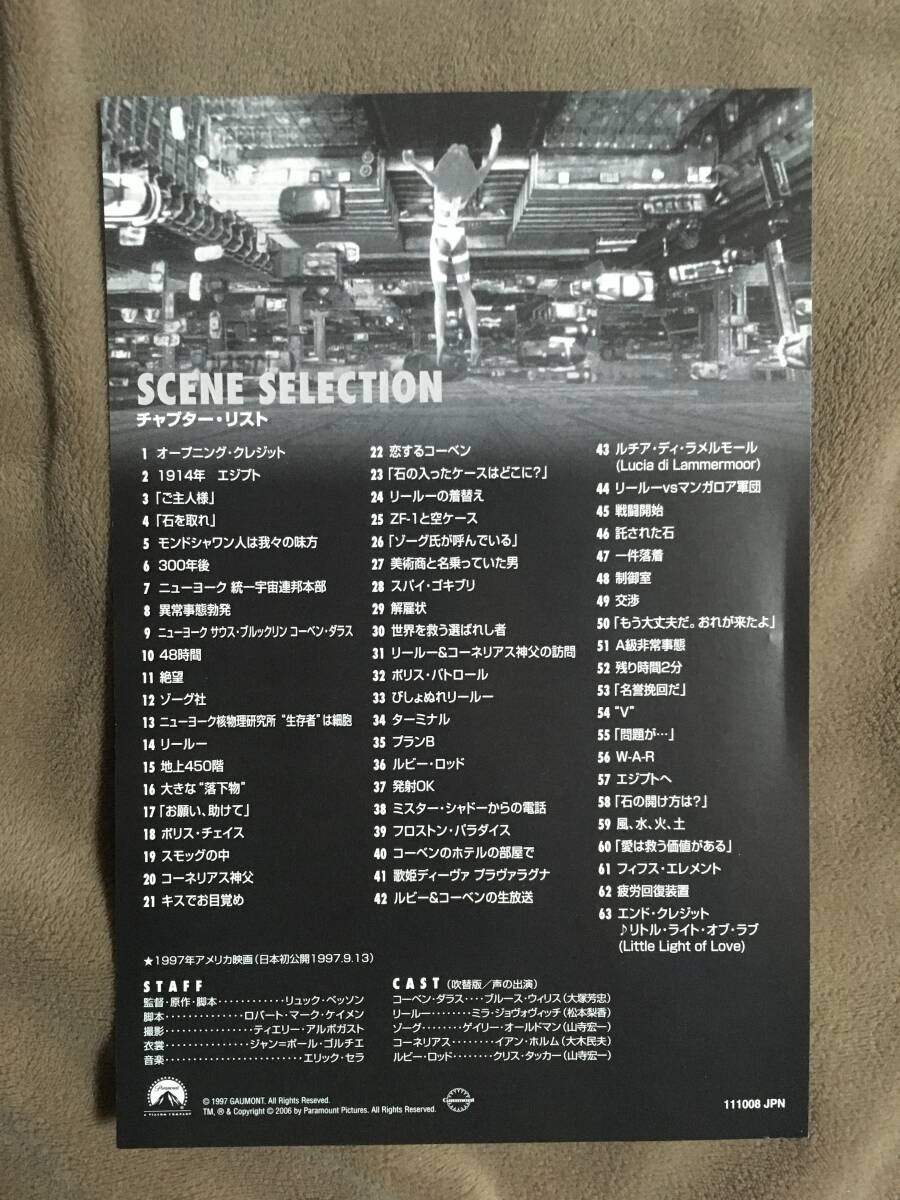 SCENE SELECTION
チャプター・リスト
1 オープニング・クレジット
2 1914年 エジプト
3 「ご主人様」
4 「石を取れ」
5 モンドシャワン人は我々の味方
6 300年後
7 ニューヨーク 統一宇宙連邦本部
8 異常事態勃発
9 ニューヨーク サウス・ブルックリン コーベン・ダラス
10 48時間
11 絶望
12 ゾーグ社
13 ニューヨーク核物理研究所 “生存者”は細胞
14 リールー
15 地上450階
16 大きな“落下物”
17 「お願い、助けて」
18 ポリス・チェイス
19 スモッグの中
20 コーネリアス神父
21 キスでお目覚め
22 恋するコーベン
23 「石の入ったケースはどこに?」
24 リールーの着替え
25 ZF-1と空ケース
26 「ゾーグ氏が呼んでいる」
27 美術商と名乗っていた男
28 スパイ・ゴキブリ
29 解雇状
30 世界を救う選ばれし者
31 リールー&コーネリアス神父の訪問
32 ポリス・パトロール
33 びしょぬれリールー
34 ターミナル
35 プランB
36 ルビー・ロッド
37 発射OK
38 ミスター・シャドーからの電話
39 フロストン・パラダイス
40 コーベンのホテルの部屋で
41 歌姫ディーヴァ プラヴァラグナ
42 ルビー&コーベンの生放送
43 ルチア・ディ・ラメルモール
(Lucia di Lammermoor)
44 リールーvsマンガロア軍団
45 戦闘開始
46 託された石
47 一件落着
48 制御室
49 交渉
50 「もう大丈夫だ。おれが来たよ」
51 A級非常事態
52 残り時間2分
53 「名誉挽回だ」
54 “V”
55 「問題が…」
56 W-A-R
57 エジプトへ
58 「石の開け方は?」
59 風、水、火、土
60 「愛は救う価値がある」
61 フィフス・エレメント
62 疲労回復装置
63 エンド・クレジット
♪リトル・ライト・オブ・ラブ
(Little Light of Love)
★1997年アメリカ映画(日本初公開1997.9.13)
STAFF
監督・原作・脚本・・・・・・・・・・・・リュック・ベッソン
脚本・・・・・・・・・・・・・・ロバート・マーク・ケイメン
撮影・・・・・・・・・・・・・・・ティエリー・アルボガスト
衣裳・・・・・・・・・・・・・・・ジャン=ポール・ゴルチエ
音楽・・・・・・・・・・・・・・・・・・・・・・・・エリック・セラ
CAST (吹替版/声の出演)
コーベン・ダラス・・・・ブルース・ウィリス(大塚芳忠)
リールー・・・・・・・・ミラ・ジョヴォヴィッチ(松本梨香)
ゾーグ・・・・・・・・ゲイリー・オールドマン(山寺宏一)
コーネリアス・・・・・・・・イアン・ホルム(大木民夫)
ルビー・ロッド・・・・・・・・クリス・タッカー(山寺宏一)
Paramount
A VIACOM COMPANY
© 1997 GAUMONT. All Rights Reseved.
TM, ® & Copyright © 2006 by Paramount Pictures. All Rights Reserved.
Gaumont
111008 JPN